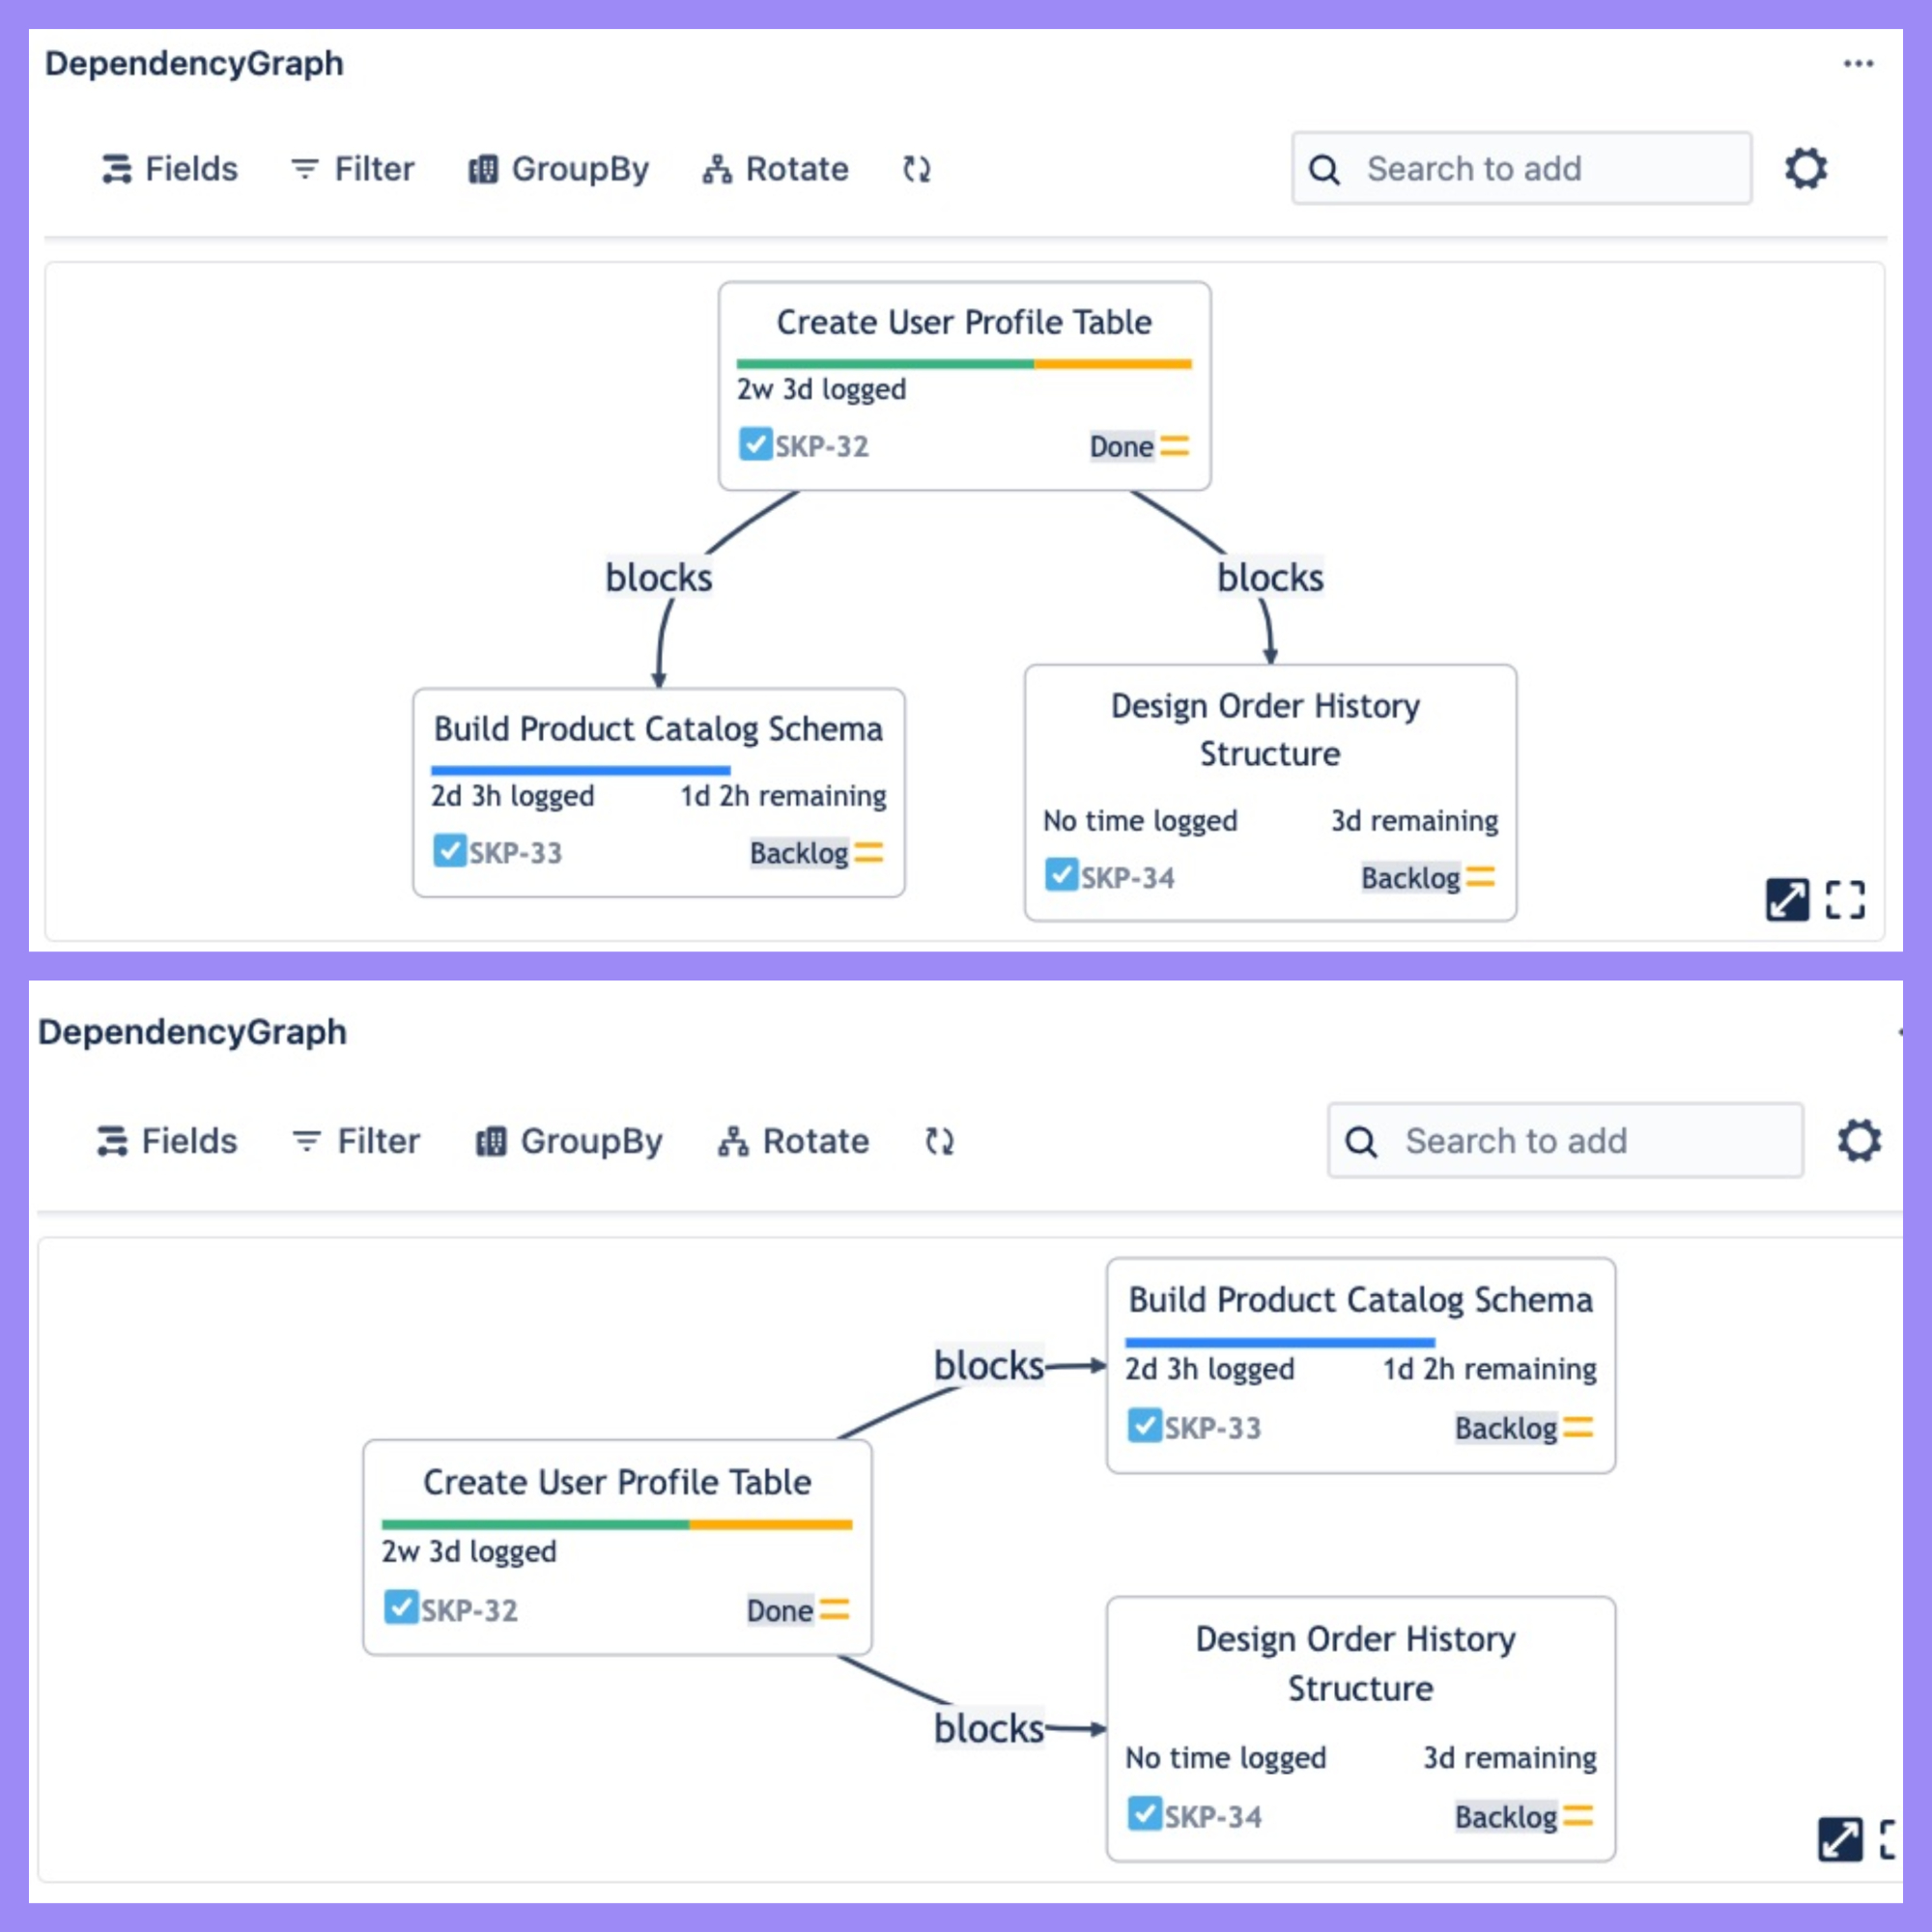 DependencyGraph
Fields Filter GroupBy Rotate Search to add
Create User Profile Table
2w 3d logged
SKP-32 Done
blocks blocks
Build Product Catalog Schema
2d 3h logged 1d 2h remaining
SKP-33 Backlog
Design Order History
Structure
No time logged 3d remaining
SKP-34 Backlog
DependencyGraph
Fields Filter GroupBy Rotate Search to add
Build Product Catalog Schema
blocks
2d 3h logged 1d 2h remaining
SKP-33 Backlog
Create User Profile Table
2w 3d logged
SKP-32 Done
Design Order History
Structure
blocks
No time logged 3d remaining
SKP-34 Backlog